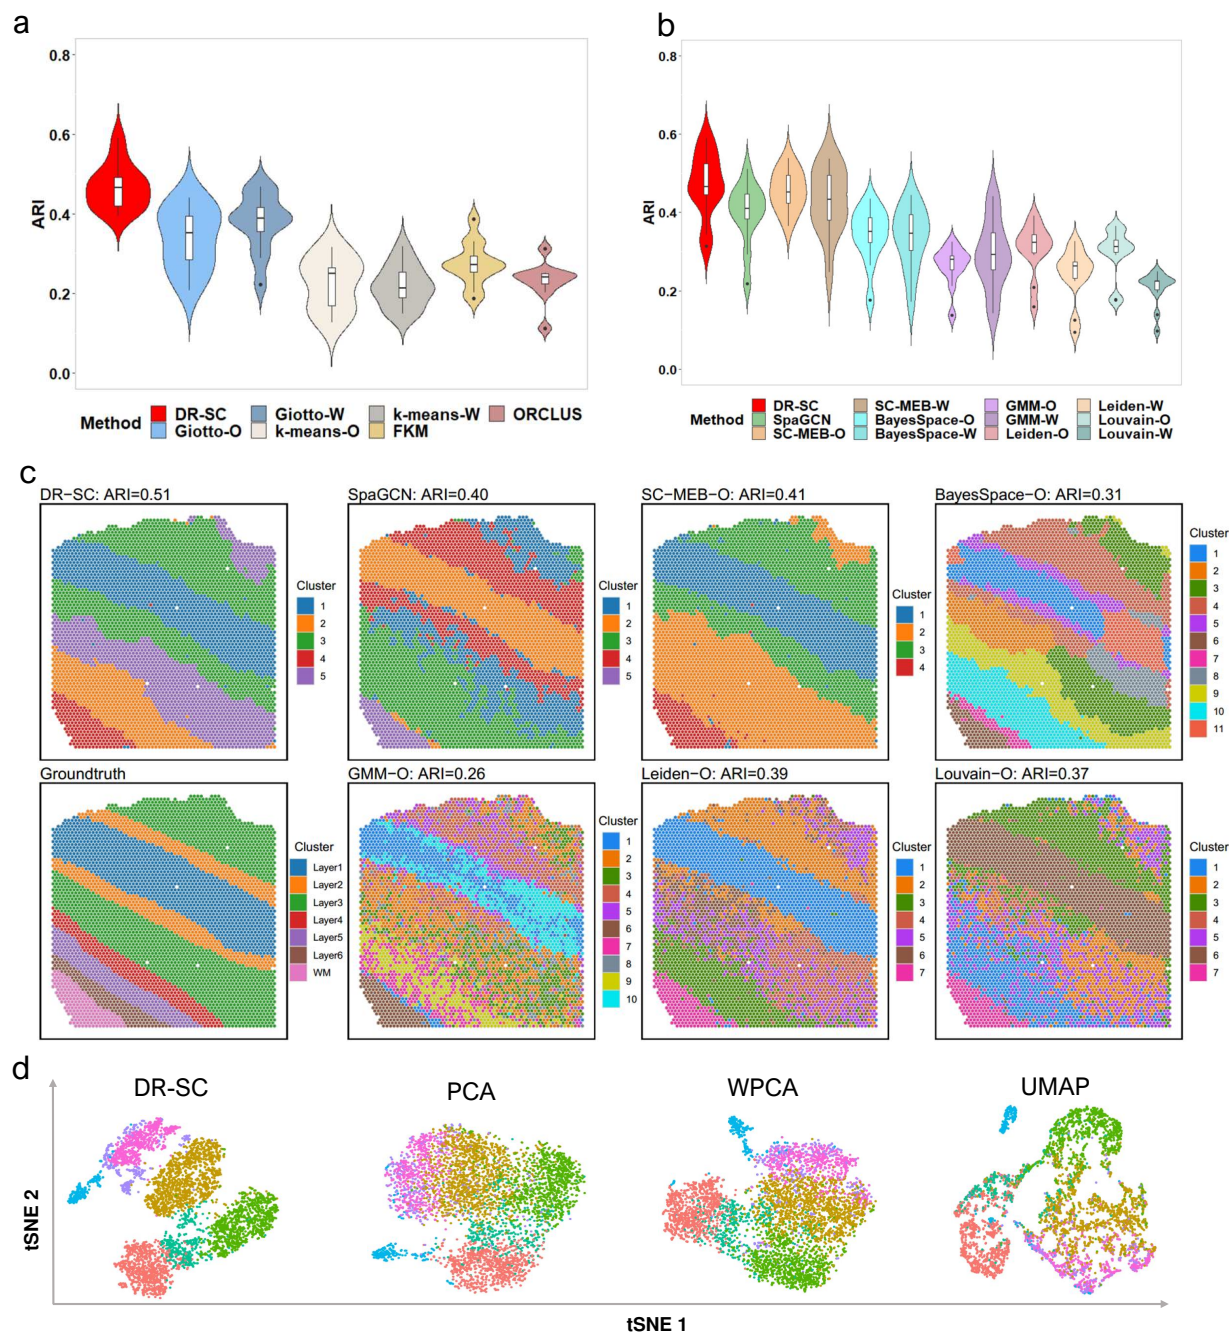 a
0.8
0.6
0.4
0.2
0.0
ARI
Method DR-SC Giotto-W k-means-W ORCLUS
Giotto-O k-means-O FKM
b
0.8
0.6
0.4
0.2
0.0
ARI
Method DR-SC SC-MEB-W GMM-O Leiden-W
SpaGCN BayesSpace-O GMM-W Louvain-O
SC-MEB-O BayesSpace-W Leiden-O Louvain-W
c
DR-SC: ARI=0.51
Cluster
1
2
3
4
5
SpaGCN: ARI=0.40
Cluster
1
2
3
4
5
SC-MEB-O: ARI=0.41
Cluster
1
2
3
4
BayesSpace-O: ARI=0.31
Cluster
1
2
3
4
5
6
7
8
9
10
11
Groundtruth
Cluster
Layer1
Layer2
Layer3
Layer4
Layer5
Layer6
WM
GMM-O: ARI=0.26
Cluster
1
2
3
4
5
6
7
8
9
10
Leiden-O: ARI=0.39
Cluster
1
2
3
4
5
6
7
Louvain-O: ARI=0.37
Cluster
1
2
3
4
5
6
7
d
DR-SC
PCA
WPCA
UMAP
tSNE 2
tSNE 1